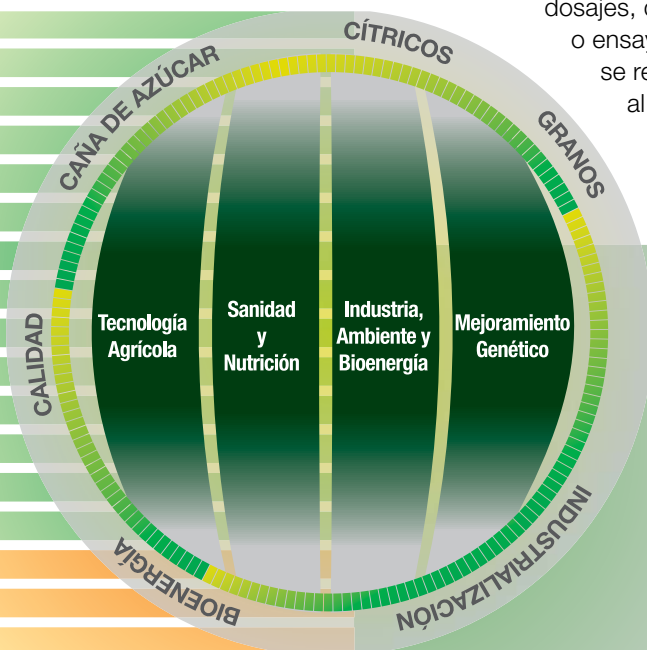 dosajes,
o ensay
se re
al
CÍTRICOS
CAÑA DE AZÚCAR
GRANOS
CALIDAD
Tecnología
Agrícola
Sanidad
y
Nutrición
Industria,
Ambiente y
Bioenergía
Mejoramiento
Genético
BIOENERGÍA
INDUSTRIALIZACIÓN